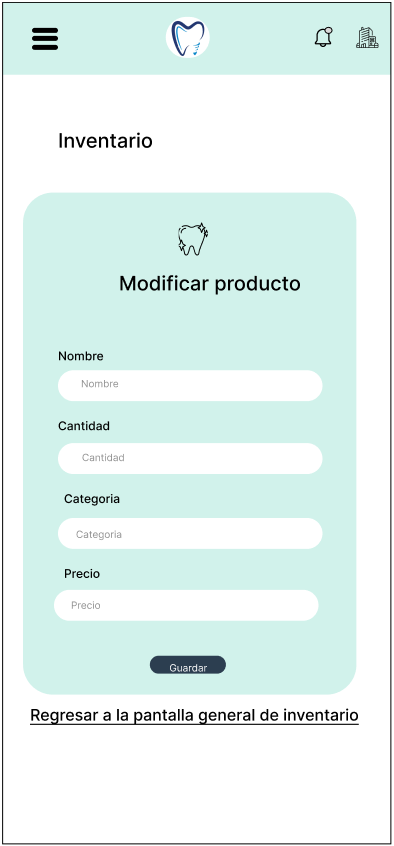 Inventario
Modificar producto
Nombre
Nombre
Cantidad
Cantidad
Categoria
Categoria
Precio
Precio
Guardar
Regresar a la pantalla general de inventario